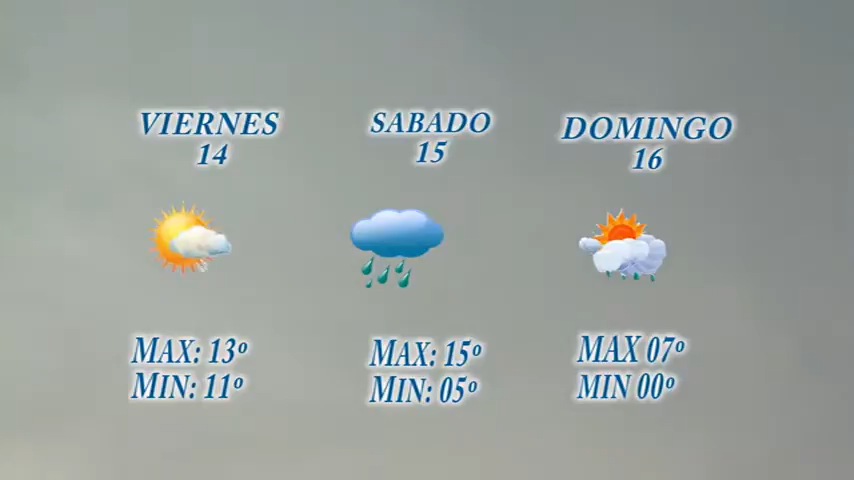 VIERNES
14
MAX: 13º
MIN: 11º
SABADO
15
MAX: 15º
MIN: 05º
DOMINGO
16
MAX 07º
MIN 00º